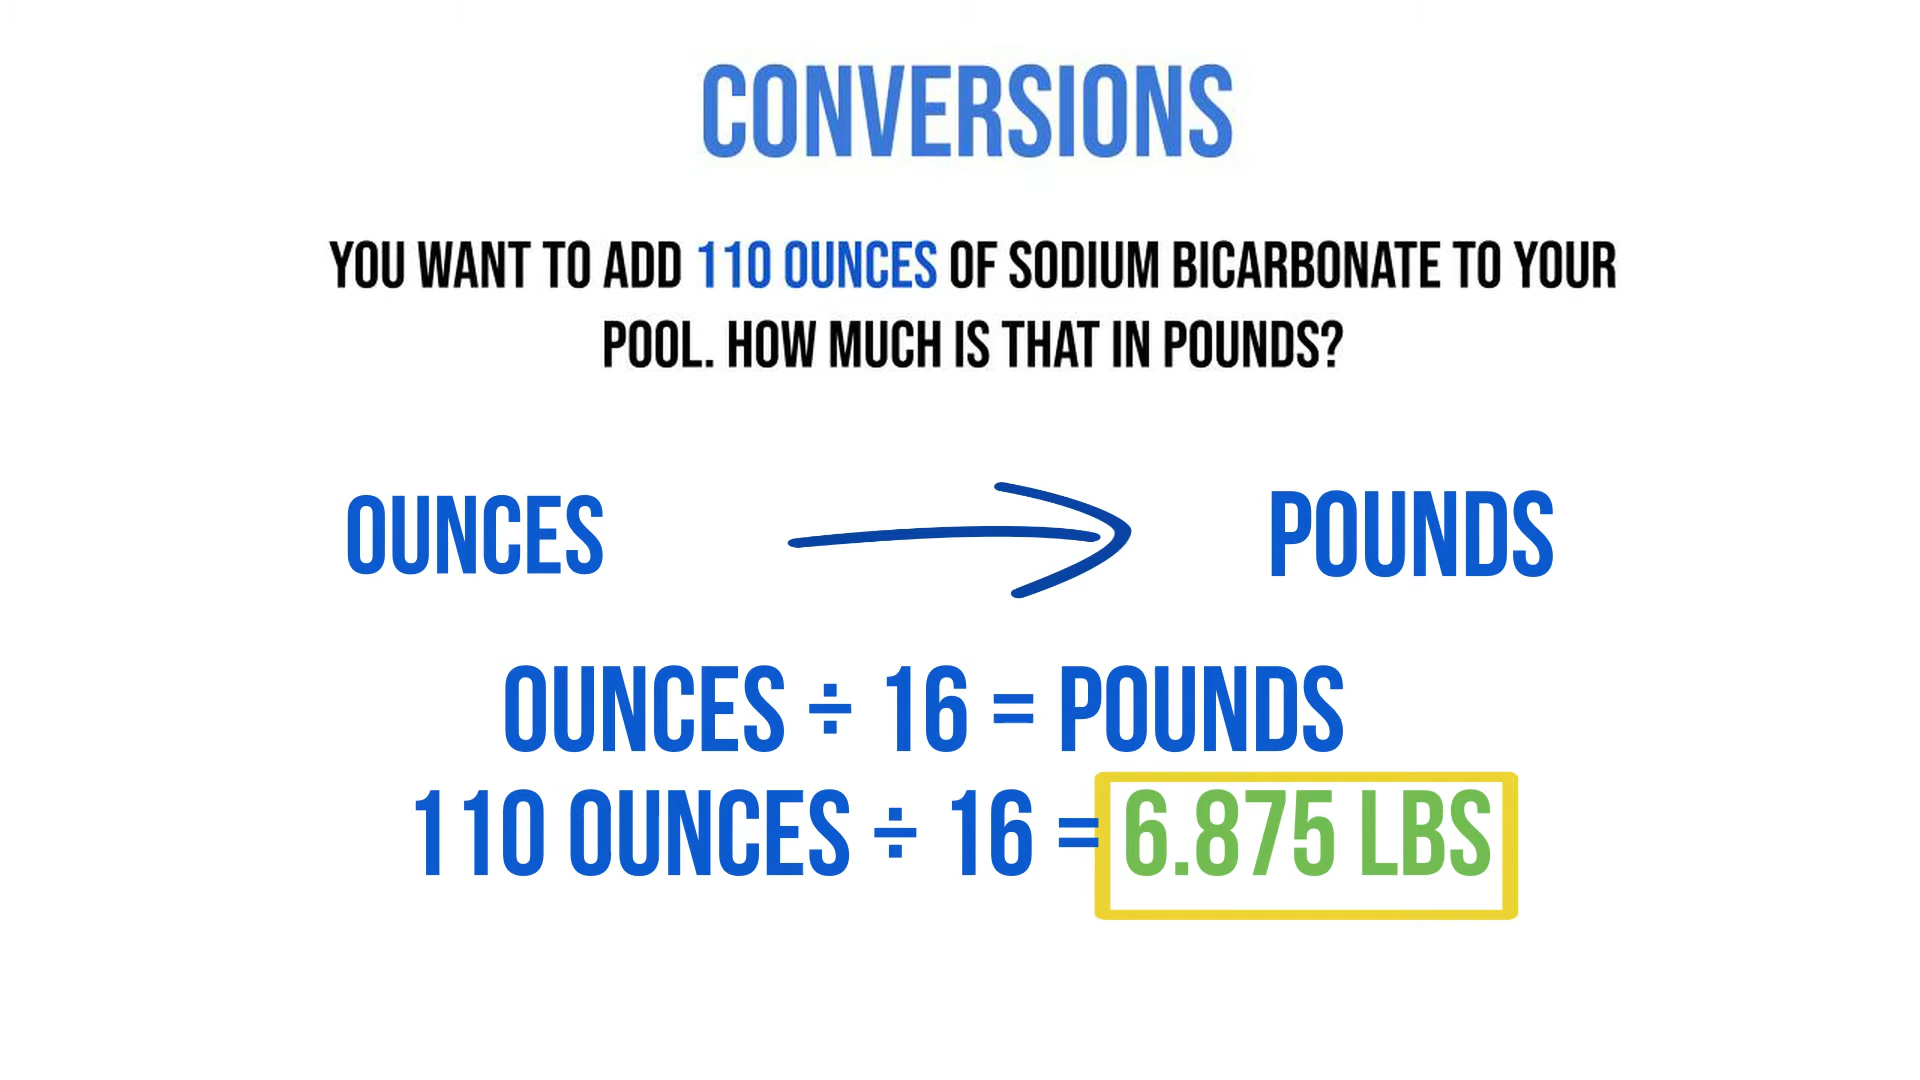 CONVERSIONS
YOU WANT TO ADD 110 OUNCES OF SODIUM BICARBONATE TO YOUR
POOL. HOW MUCH IS THAT IN POUNDS?
OUNCES POUNDS
OUNCES ÷ 16 = POUNDS
110 OUNCES ÷ 16 = 6.875 LBS